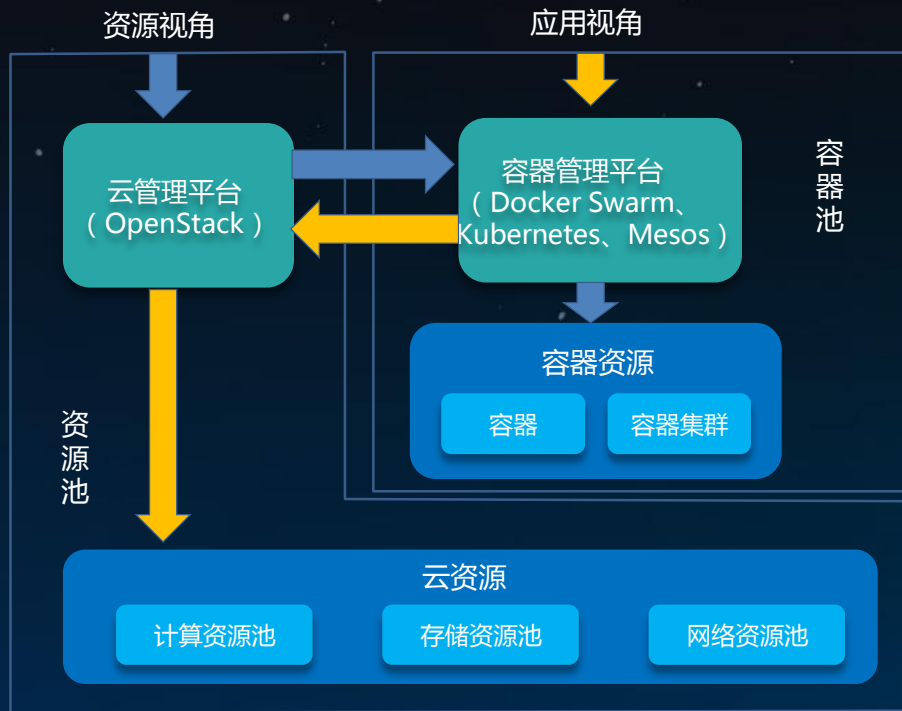 资源视角
应用视角
云管理平台
（OpenStack）
容器管理平台
（Docker Swarm、
Kubernetes、Mesos）
容器池
容器资源
容器
容器集群
资源池
云资源
计算资源池
存储资源池
网络资源池